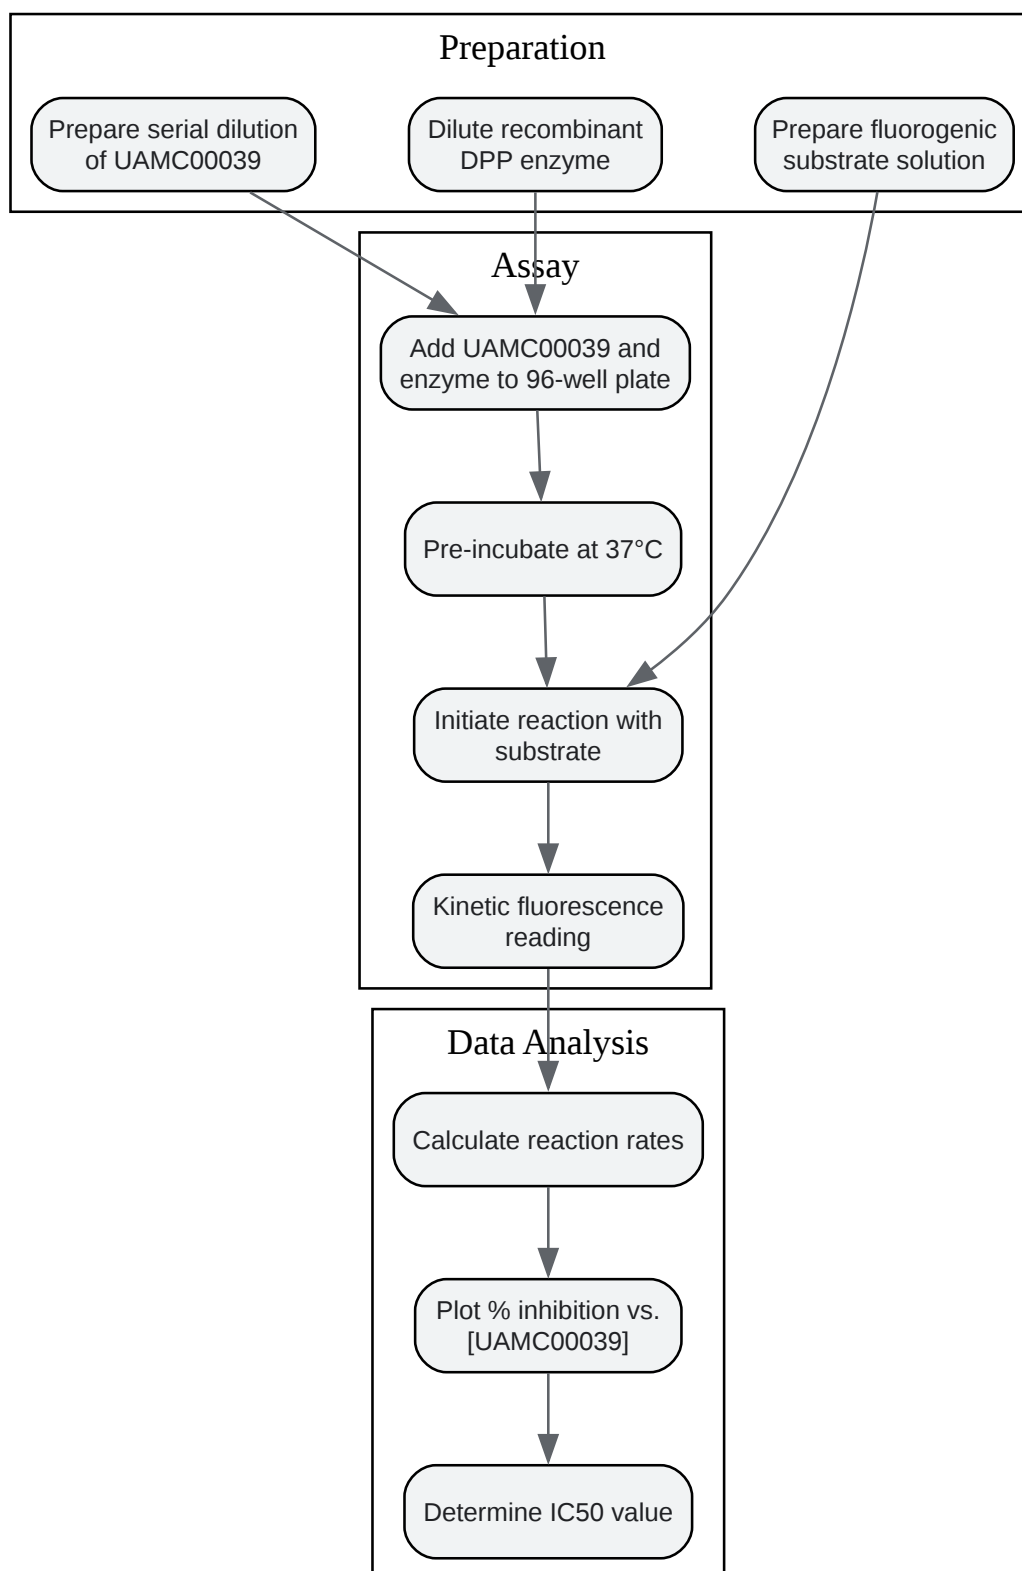 Preparation
Prepare serial dilution
of UAMC00039
Dilute recombinant
DPP enzyme
Prepare fluorogenic
substrate solution
Assay
Add UAMC00039 and
enzyme to 96-well plate
Pre-incubate at 37°C
Initiate reaction with
substrate
Kinetic fluorescence
reading
Data Analysis
Calculate reaction rates
Plot % inhibition vs.
[UAMC00039]
Determine IC50 value